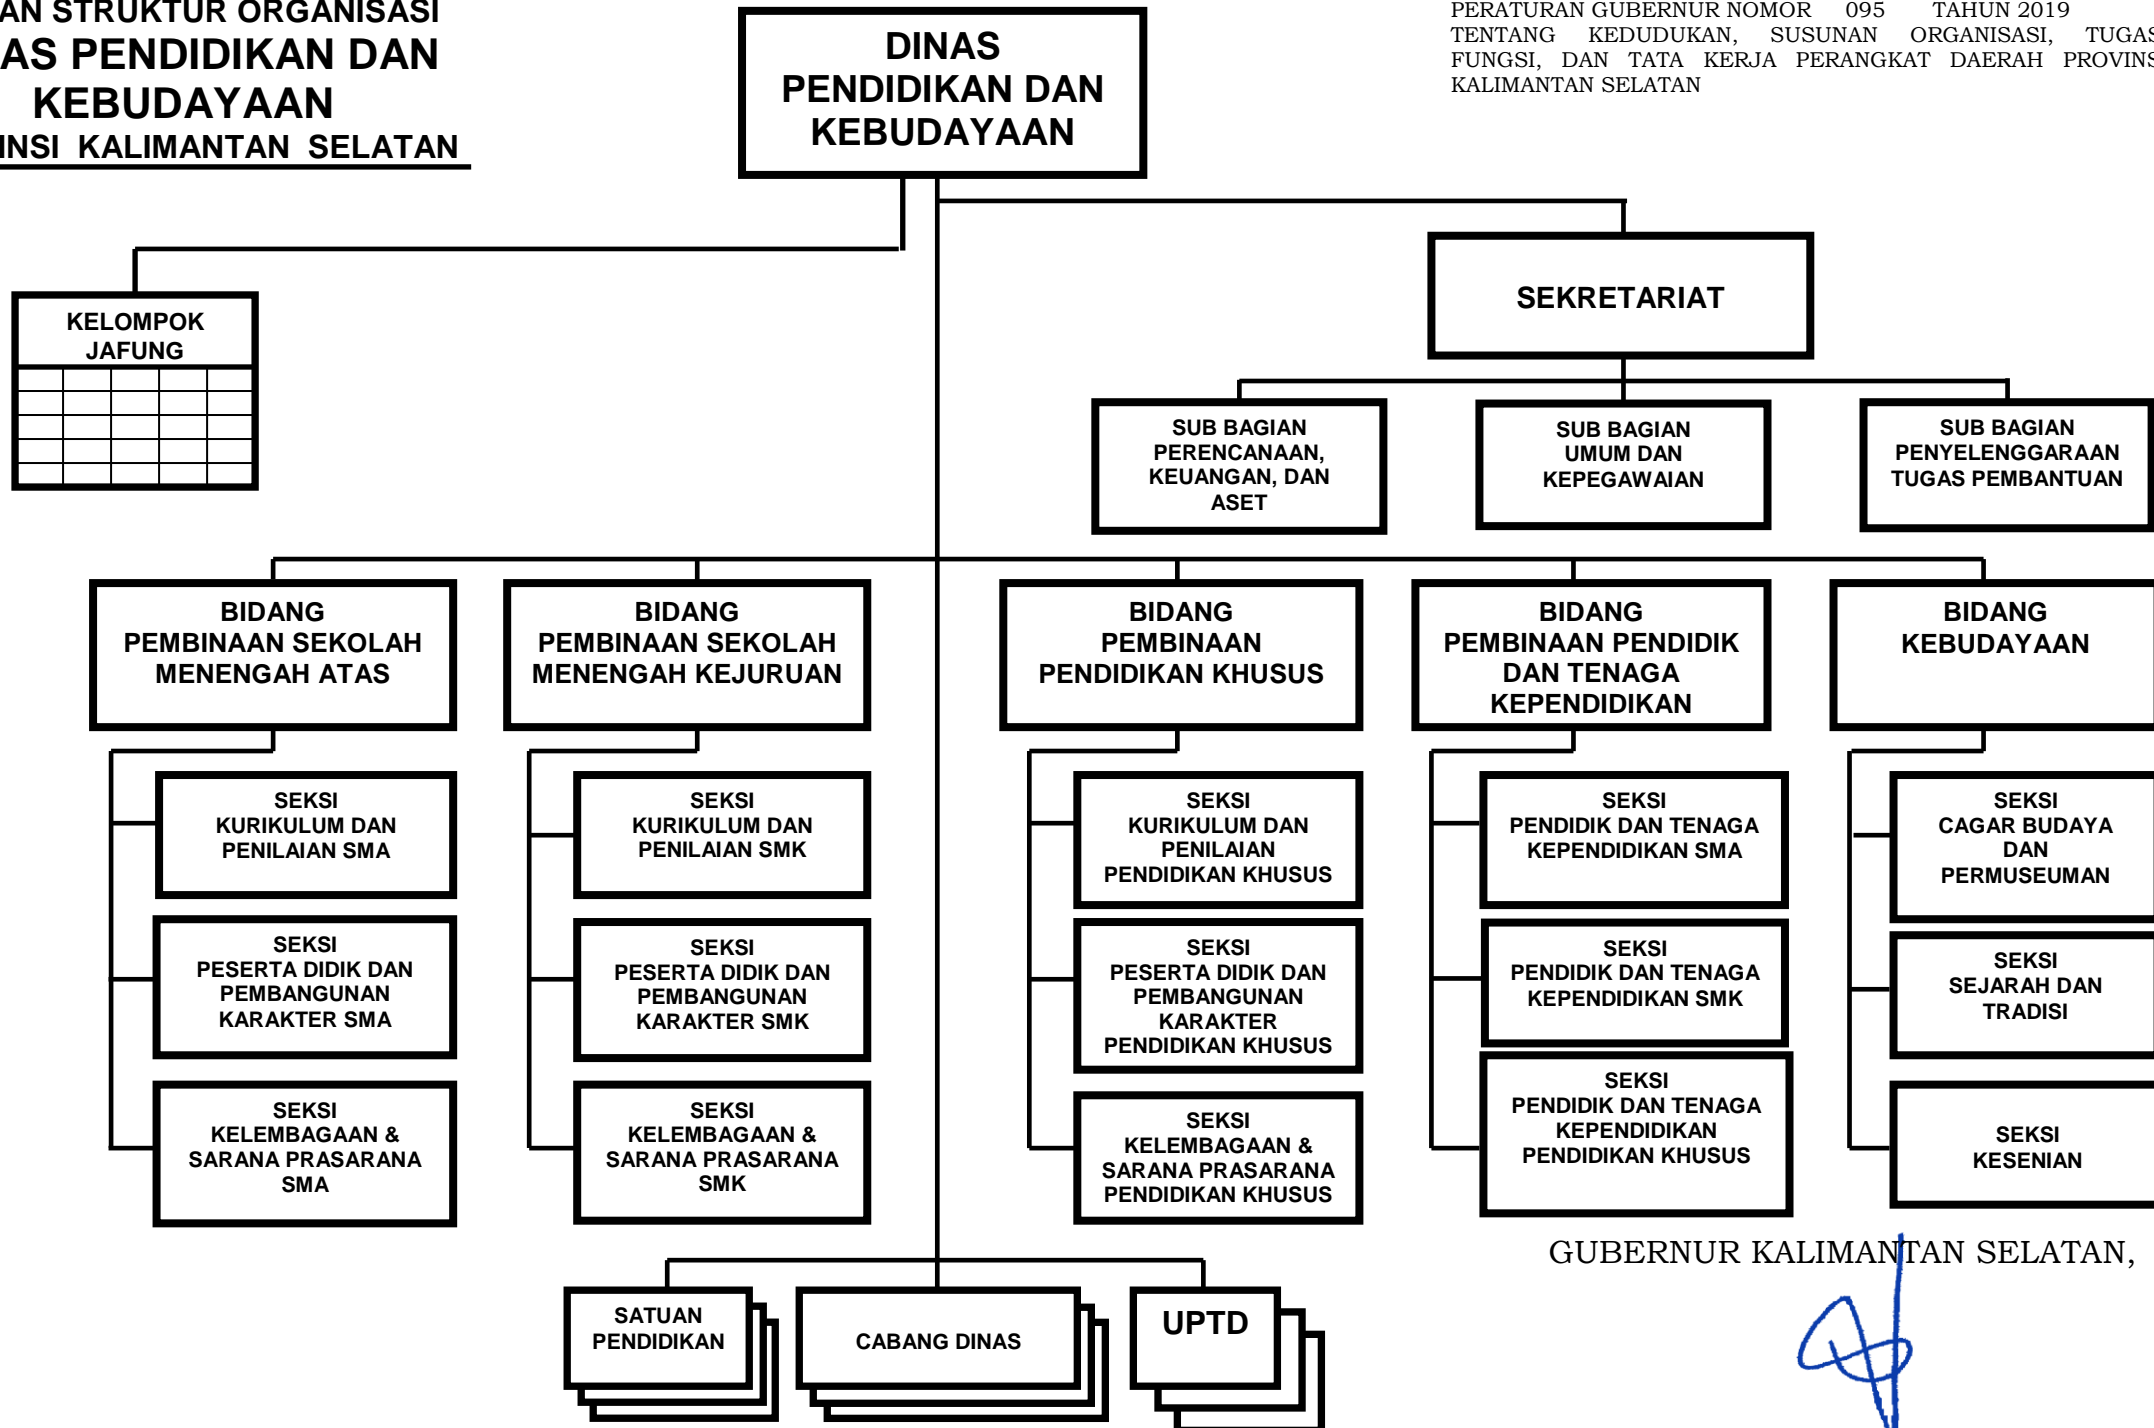 AN STRUKTUR ORGANISASI
AS PENDIDIKAN DAN
KEBUDAYAAN
INSI KALIMANTAN SELATAN
DINAS
PENDIDIKAN DAN
KEBUDAYAAN
PERATURAN GUBERNUR NOMOR 095 TAHUN 2019
TENTANG KEDUDUKAN, SUSUNAN ORGANISASI, TUGAS
FUNGSI, DAN TATA KERJA PERANGKAT DAERAH PROVINS
KALIMANTAN SELATAN
SEKRETARIAT
KELOMPOK
JAFUNG
SUB BAGIAN
PERENCANAAN,
KEUANGAN, DAN
ASET
SUB BAGIAN
UMUM DAN
KEPEGAWAIAN
SUB BAGIAN
PENYELENGGARAAN
TUGAS PEMBANTUAN
BIDANG
PEMBINAAN SEKOLAH
MENENGAH ATAS
BIDANG
PEMBINAAN SEKOLAH
MENENGAH KEJURUAN
BIDANG
PEMBINAAN
PENDIDIKAN KHUSUS
BIDANG
PEMBINAAN PENDIDIK
DAN TENAGA
KEPENDIDIKAN
BIDANG
KEBUDAYAAN
SEKSI
KURIKULUM DAN
PENILAIAN SMA
SEKSI
KURIKULUM DAN
PENILAIAN SMK
SEKSI
KURIKULUM DAN
PENILAIAN
PENDIDIKAN KHUSUS
SEKSI
PENDIDIK DAN TENAGA
KEPENDIDIKAN SMA
SEKSI
CAGAR BUDAYA
DAN
PERMUSEUMAN
SEKSI
PESERTA DIDIK DAN
PEMBANGUNAN
KARAKTER SMA
SEKSI
PESERTA DIDIK DAN
PEMBANGUNAN
KARAKTER SMK
SEKSI
PESERTA DIDIK DAN
PEMBANGUNAN
KARAKTER
PENDIDIKAN KHUSUS
SEKSI
PENDIDIK DAN TENAGA
KEPENDIDIKAN SMK
SEKSI
SEJARAH DAN
TRADISI
SEKSI
KELEMBAGAAN &
SARANA PRASARANA
SMA
SEKSI
KELEMBAGAAN &
SARANA PRASARANA
SMK
SEKSI
KELEMBAGAAN &
SARANA PRASARANA
PENDIDIKAN KHUSUS
SEKSI
PENDIDIK DAN TENAGA
KEPENDIDIKAN
PENDIDIKAN KHUSUS
SEKSI
KESENIAN
GUBERNUR KALIMANTAN SELATAN,
SATUAN
PENDIDIKAN
CABANG DINAS
UPTD